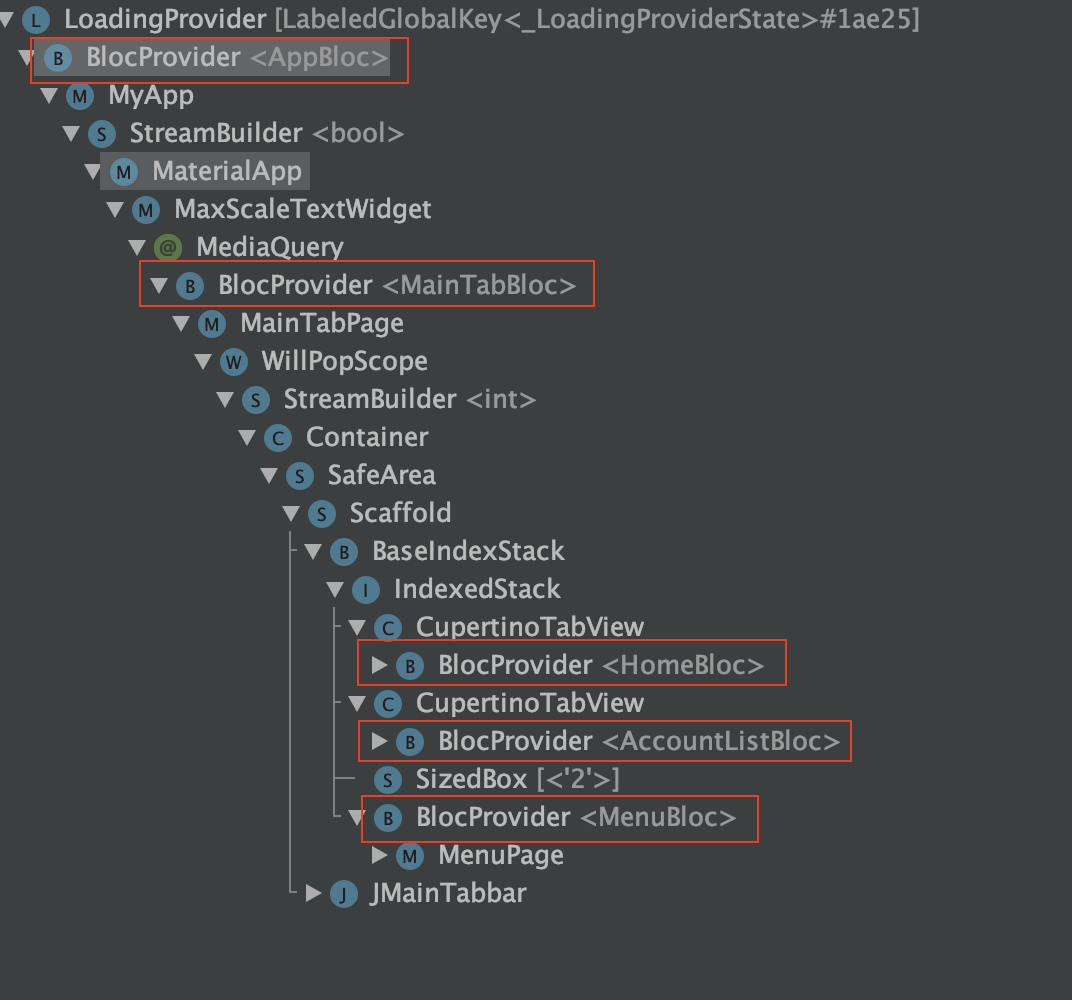 L LoadingProvider [LabeledGlobalKey<_LoadingProviderState>#1ae25]
B BlocProvider <AppBloc>
M MyApp
S StreamBuilder <bool>
M MaterialApp
M MaxScaleTextWidget
@ MediaQuery
B BlocProvider <MainTabBloc>
M MainTabPage
W WillPopScope
S StreamBuilder <int>
C Container
S SafeArea
S Scaffold
B BaseIndexStack
I IndexedStack
C CupertinoTabView
B BlocProvider <HomeBloc>
C CupertinoTabView
B BlocProvider <AccountListBloc>
S SizedBox [<'2'>]
B BlocProvider <MenuBloc>
M MenuPage
J JMainTabbar